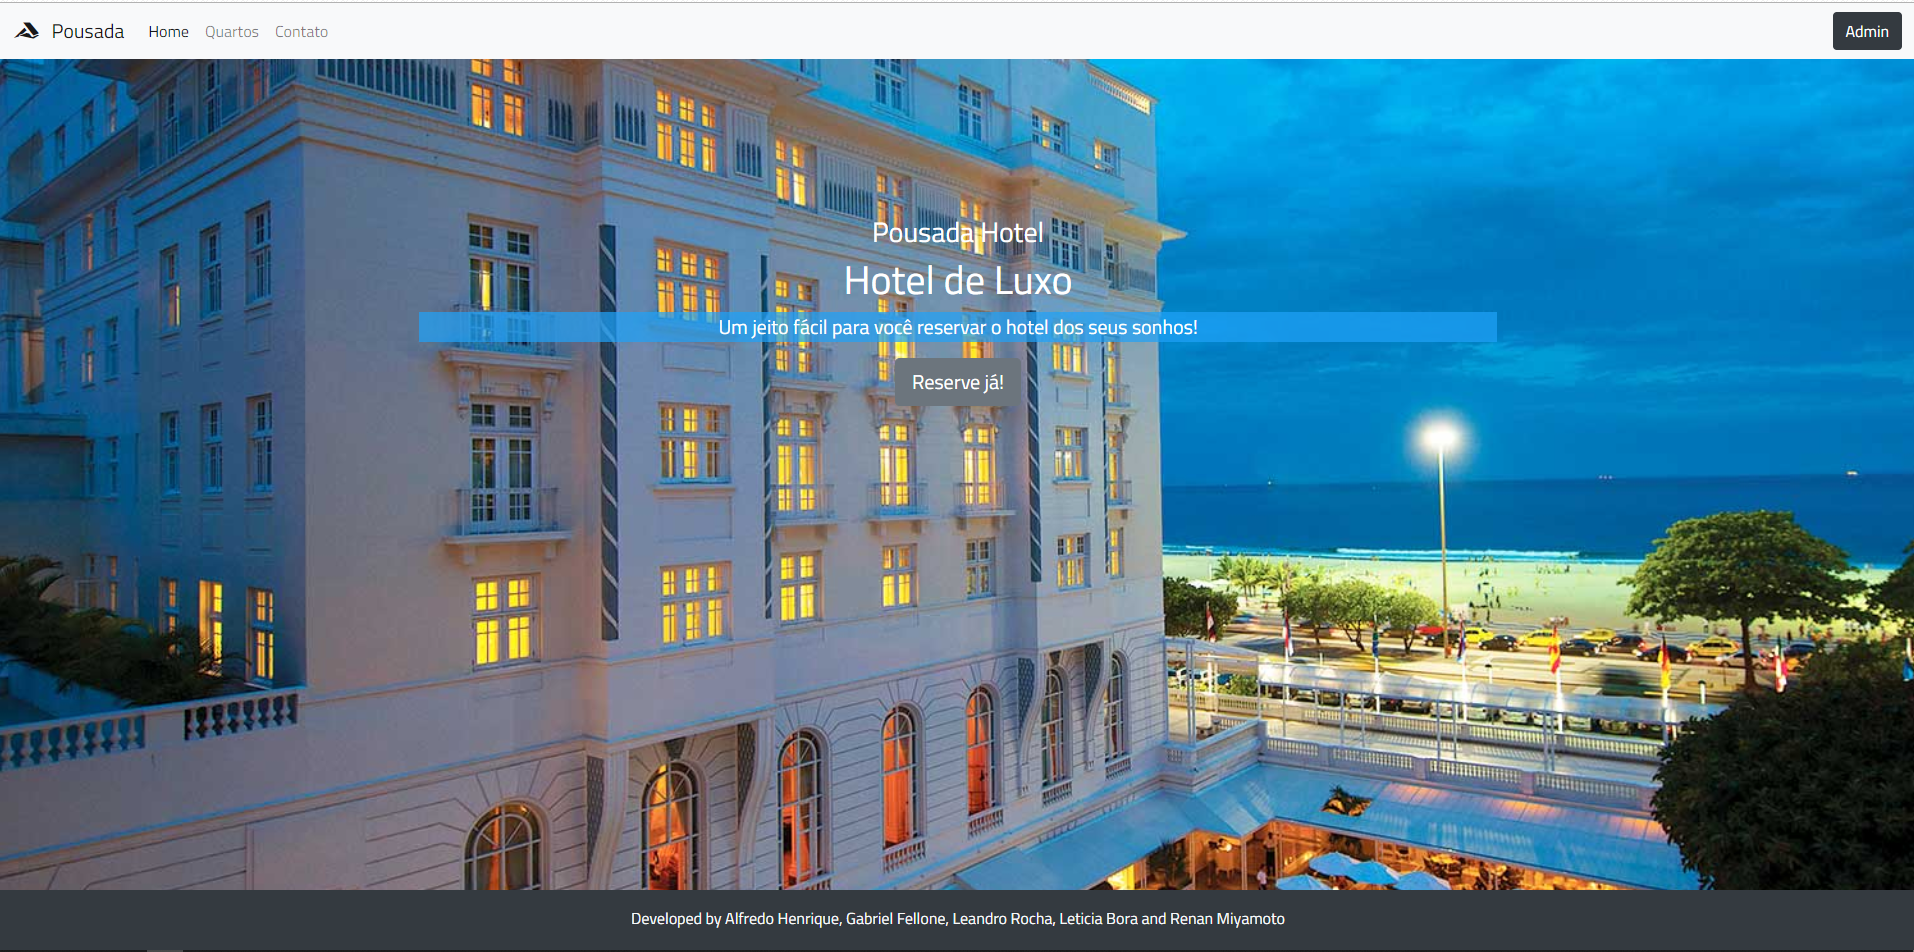 Pousada Home Quartos Contato Admin
Pousada Hotel
Hotel de Luxo
Um jeito fácil para você reservar o hotel dos seus sonhos!
Reserve já!
Developed by Alfredo Henrique, Gabriel Fellone, Leandro Rocha, Leticia Bora and Renan Miyamoto